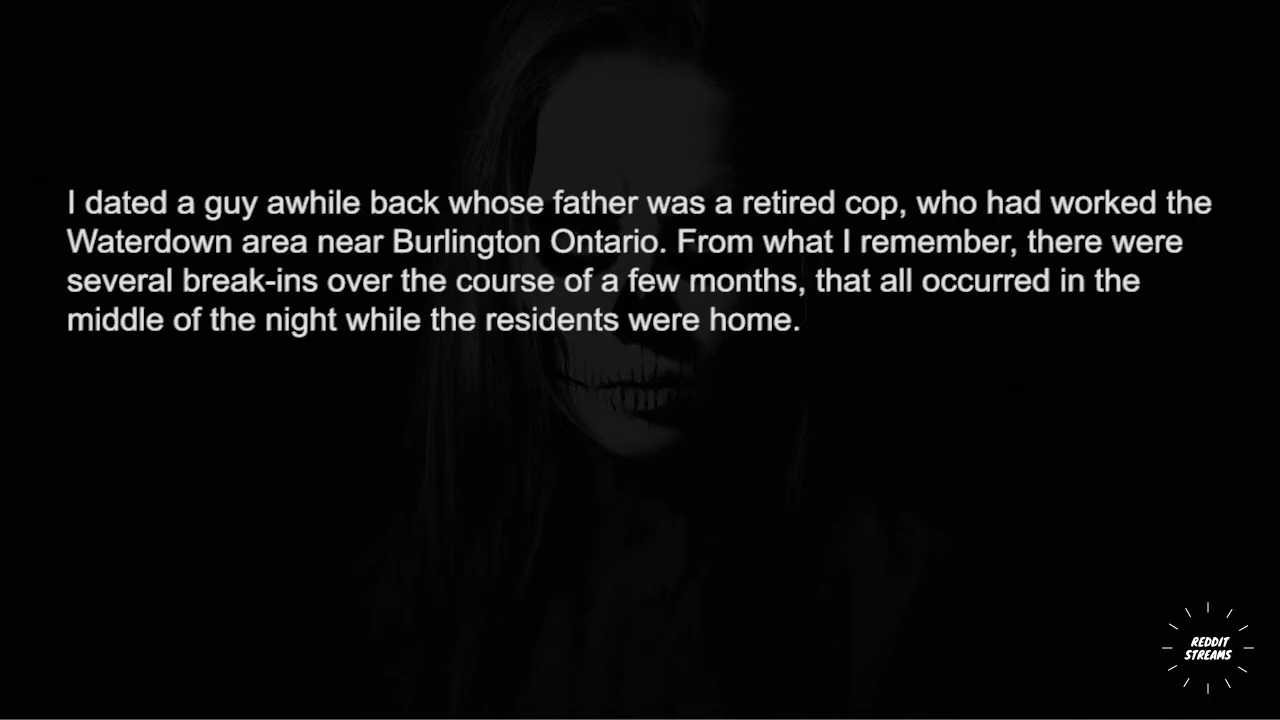 I dated a guy awhile back whose father was a retired cop, who had worked the
Waterdown area near Burlington Ontario. From what I remember, there were
several break-ins over the course of a few months, that all occurred in the
middle of the night while the residents were home.
REDDIT
STREAMS